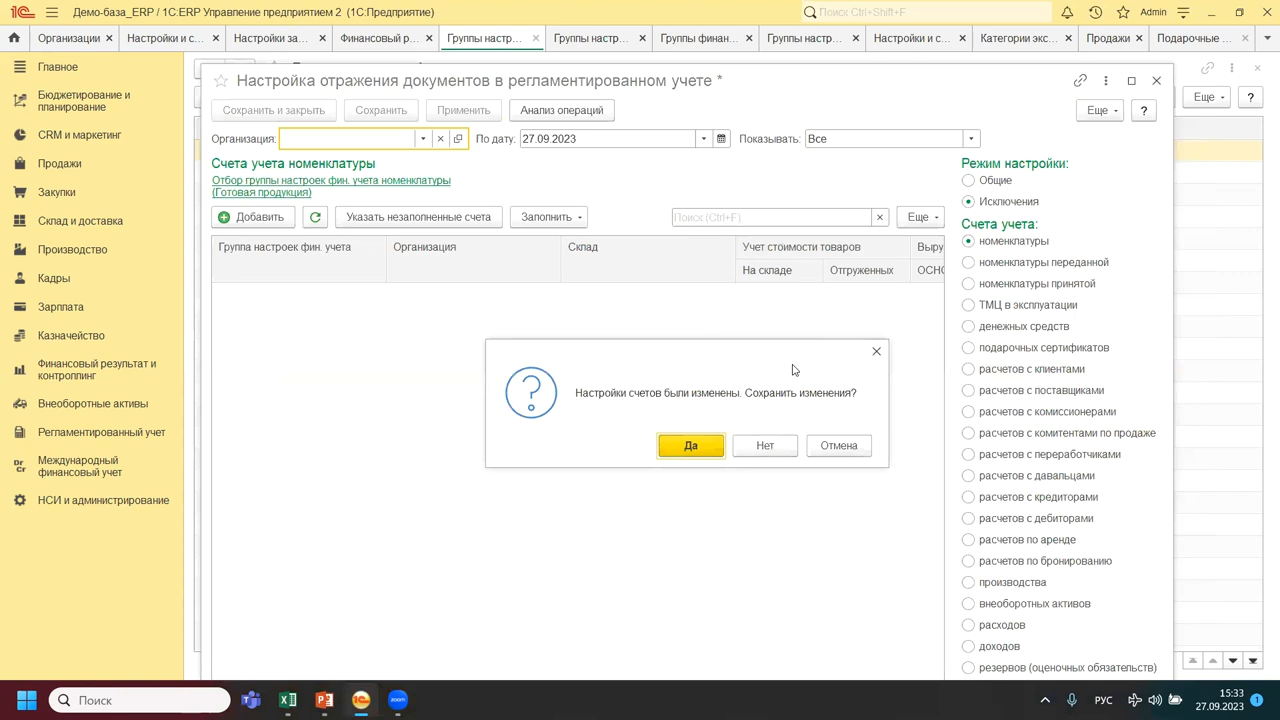 Демо-база_ERP / 1С:ERP Управление предприятием 2 (1С:Предприятие)
Поиск Ctrl+Shift+F
Admin
Организации
Настройки и с...
Настройки за...
Финансовый р...
Группы настр...
Группы настр...
Группы финан...
Группы настр...
Настройки и с...
Категории экс...
Продажи
Подарочные
Главное
Бюджетирование и
планирование
CRM и маркетинг
Продажи
Закупки
Склад и доставка
Производство
Кадры
Зарплата
Казначейство
Финансовый результат и
контроллинг
Внеоборотные активы
Регламентированный учет
Международный
финансовый учет
НСИ и администрирование
Настройка отражения документов в регламентированном учете *
Сохранить и закрыть
Сохранить
Применить
Анализ операций
Еще
?
Еще
?
Организация:
По дату:
27.09.2023
Показывать:
Все
Счета учета номенклатуры
Отбор группы настроек фин. учета номенклатуры
(Готовая продукция)
Добавить
Указать незаполненные счета
Заполнить
Поиск (Ctrl+F)
Еще
Группа настроек фин. учета
Организация
Склад
Учет стоимости товаров
Выру
На складе
Отгруженных
ОСНО
Режим настройки:
Общие
Исключения
Счета учета:
номенклатуры
номенклатуры переданной
номенклатуры принятой
ТМЦ в эксплуатации
денежных средств
подарочных сертификатов
расчетов с клиентами
расчетов с поставщиками
расчетов с комиссионерами
расчетов с комитентами по продаже
расчетов с переработчиками
расчетов с давальцами
расчетов с кредиторами
расчетов с дебиторами
расчетов по аренде
расчетов по бронированию
производства
внеоборотных активов
расходов
доходов
резервов (оценочных обязательств)
Настройки счетов были изменены. Сохранить изменения?
Да
Нет
Отмена
Поиск
zoom
РУС
15:33
27.09.2023
1